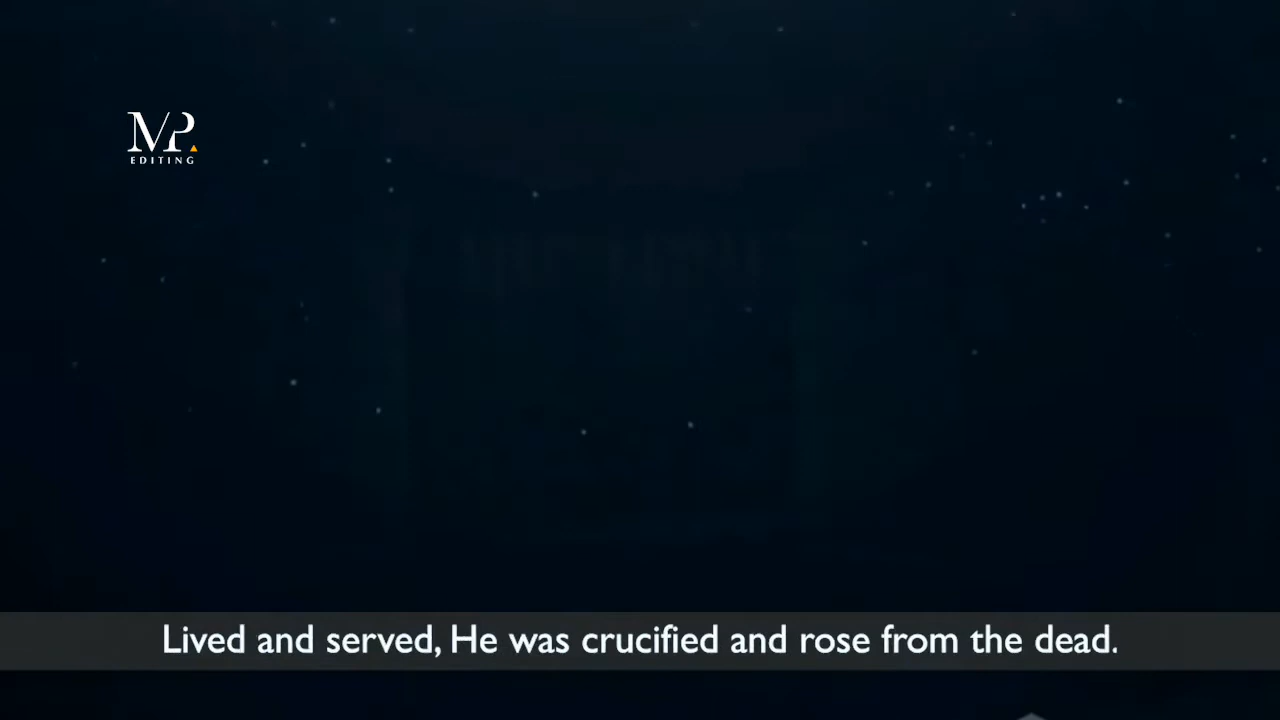 MP.
EDITING
Lived and served, He was crucified and rose from the dead.